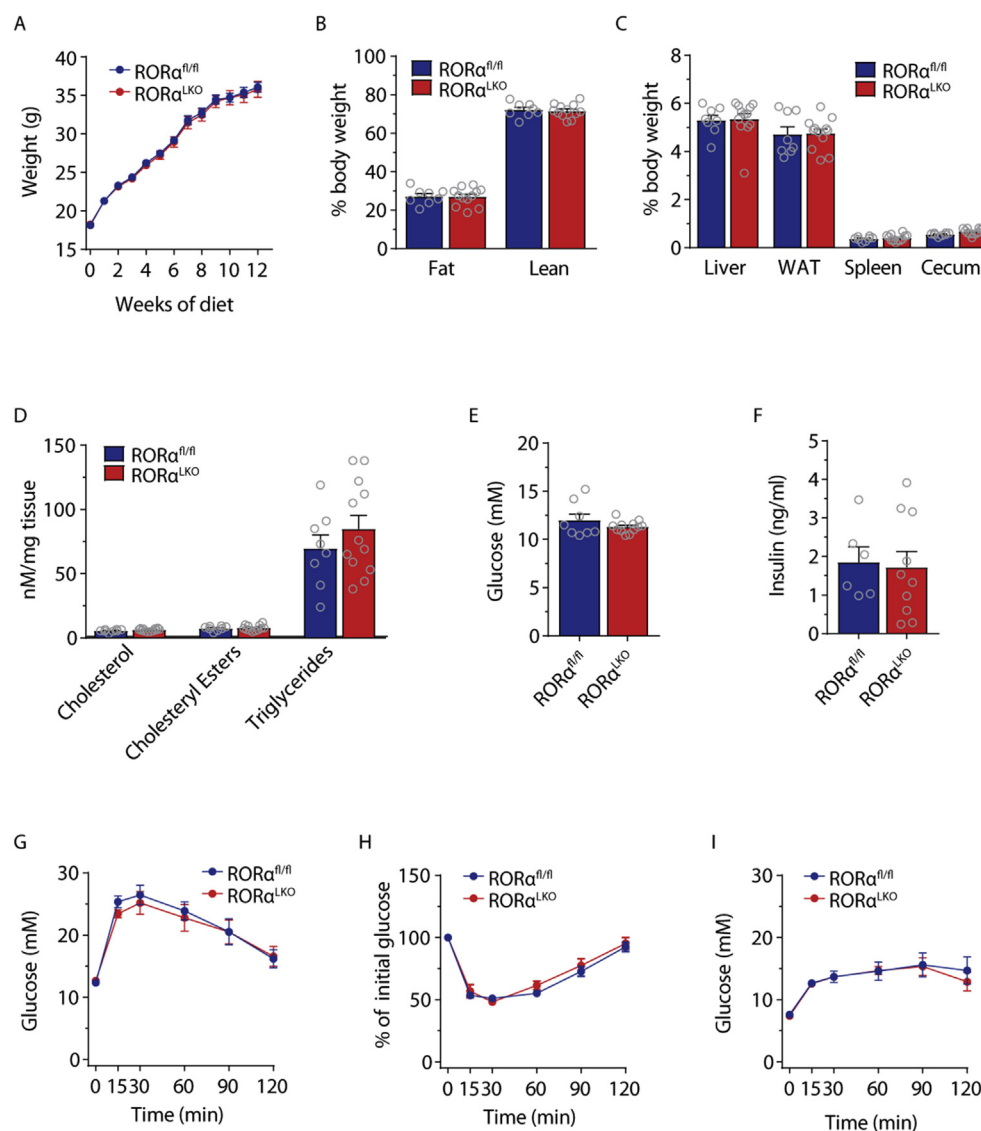 A
RORα^fl/fl
RORα^LKO
Weight (g)
40
35
30
25
20
15
0 2 4 6 8 10 12
Weeks of diet
B
RORα^fl/fl
RORα^LKO
% body weight
100
80
60
40
20
0
Fat Lean
C
RORα^fl/fl
RORα^LKO
% body weight
8
6
4
2
0
Liver WAT Spleen Cecum
D
RORα^fl/fl
RORα^LKO
nM/mg tissue
150
100
50
0
Cholesterol
Cholesteryl Esters
Triglycerides
E
Glucose (mM)
20
15
10
5
0
RORα^fl/fl
RORα^LKO
F
Insulin (ng/ml)
5
4
3
2
1
0
RORα^fl/fl
RORα^LKO
G
RORα^fl/fl
RORα^LKO
Glucose (mM)
30
20
10
0
0 15 30 60 90 120
Time (min)
H
RORα^fl/fl
RORα^LKO
% of initial glucose
150
100
50
0
0 15 30 60 90 120
Time (min)
I
RORα^fl/fl
RORα^LKO
Glucose (mM)
30
20
10
0
0 15 30 60 90 120
Time (min)